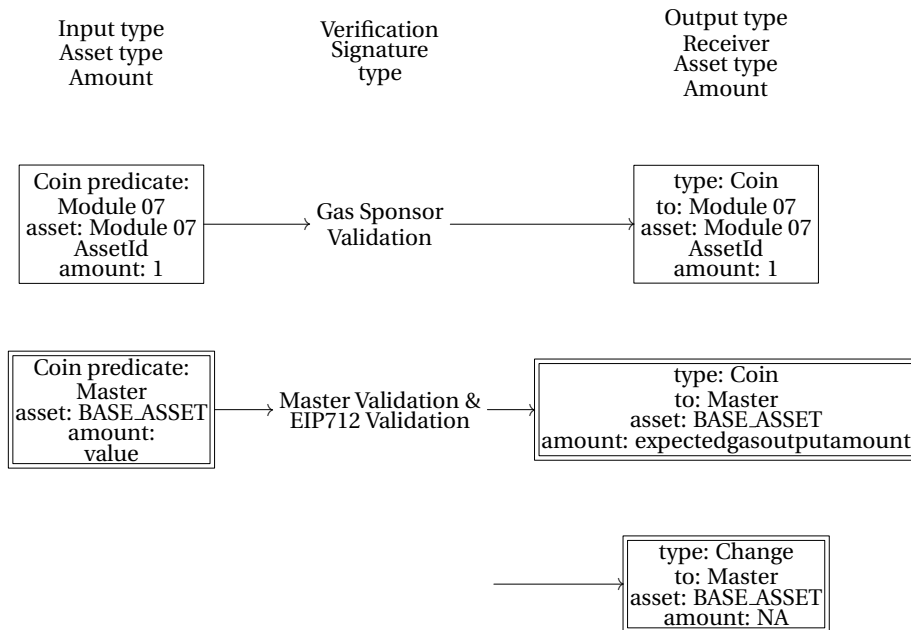 Input type
Asset type
Amount
Verification
Signature
type
Output type
Receiver
Asset type
Amount
Coin predicate:
Module 07
asset: Module 07
AssetId
amount: 1
Gas Sponsor
Validation
type: Coin
to: Module 07
asset: Module 07
AssetId
amount: 1
Coin predicate:
Master
asset: BASE_ASSET
amount:
value
Master Validation &
EIP712 Validation
type: Coin
to: Master
asset: BASE_ASSET
amount: expectedgasoutputamount
type: Change
to: Master
asset: BASE_ASSET
amount: NA